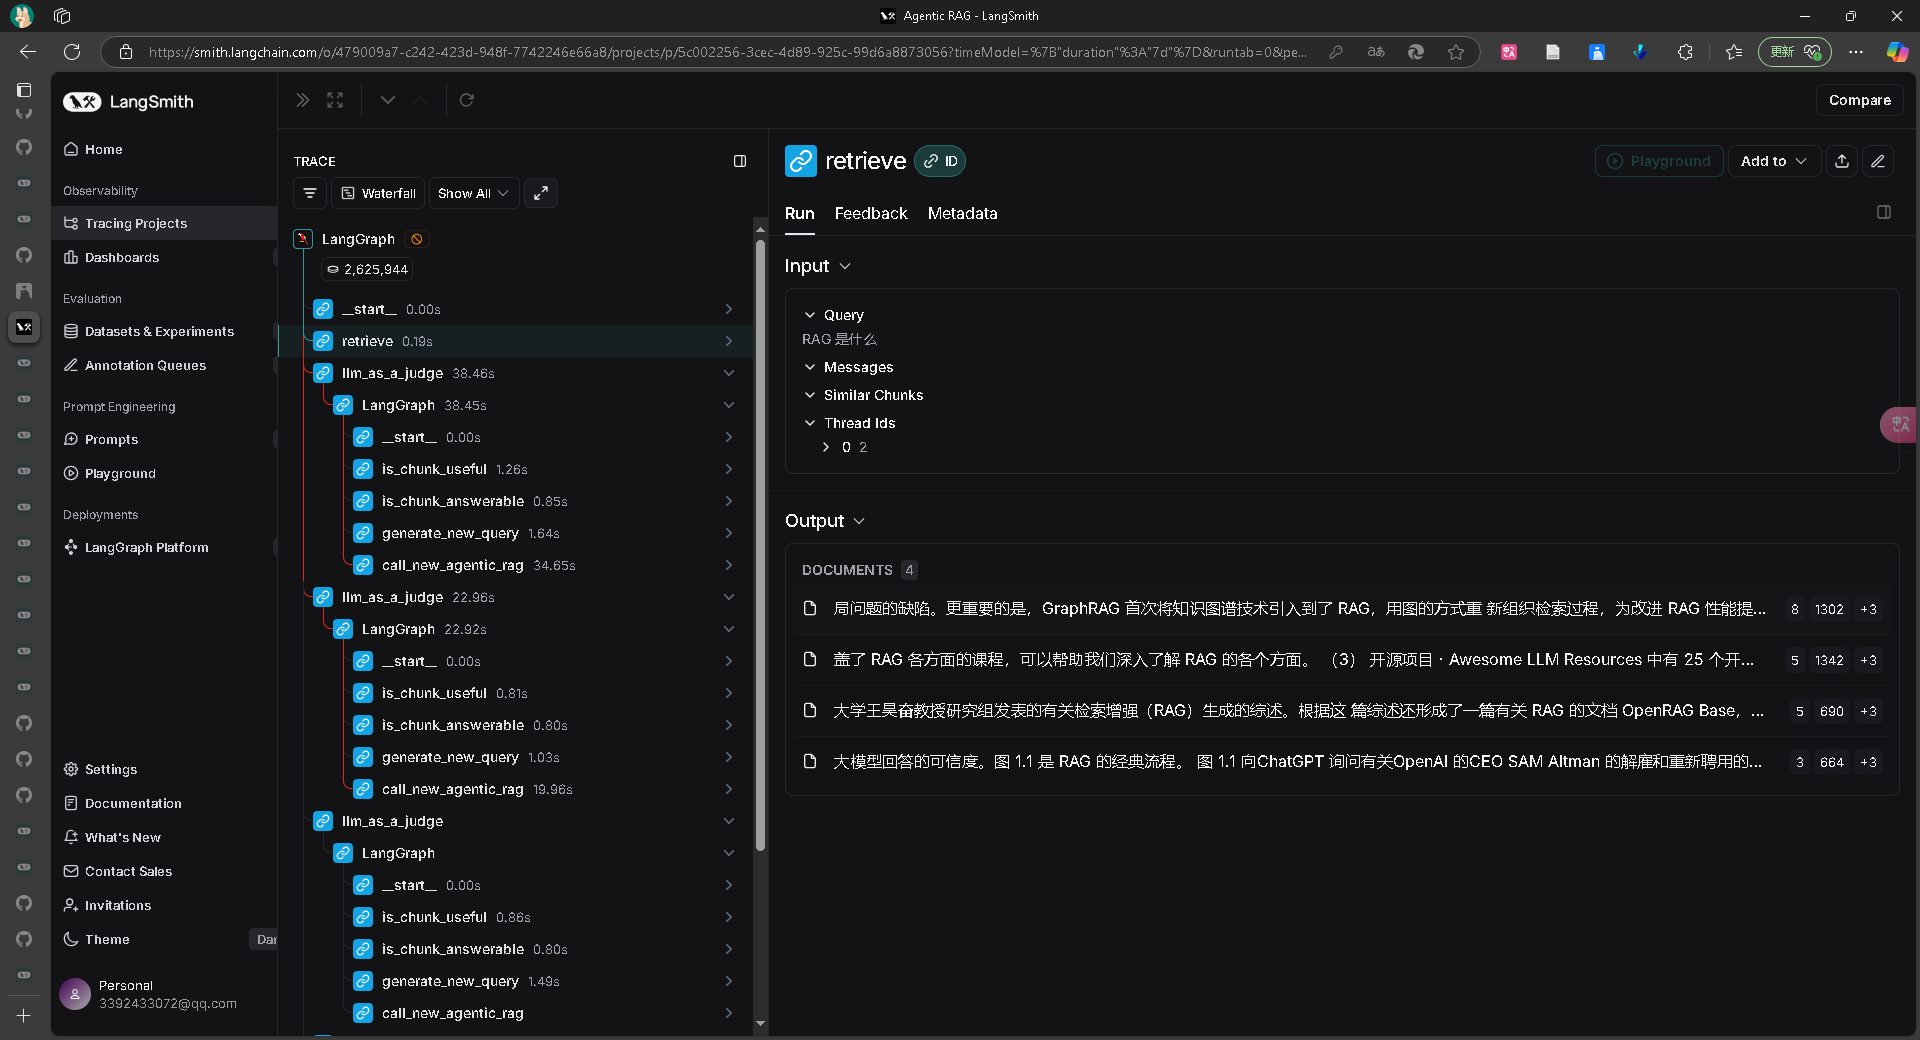 Agentic RAG - LangSmith
https://smith.langchain.com/o/479009a7-c242-423d-948f-7742246e66a8/projects/p/5c002256-3cec-4d89-925c-99d6a8873056?timeModel=%7B"duration"%3A"7d"%7D&runtab=0&pe...
更新
LangSmith
Compare
Home
Observability
Tracing Projects
Dashboards
Evaluation
Datasets & Experiments
Annotation Queues
Prompt Engineering
Prompts
Playground
Deployments
LangGraph Platform
Settings
Documentation
What's New
Contact Sales
Invitations
Theme
Dar
Personal
3392433072@qq.com
TRACE
Waterfall
Show All
LangGraph
2,625,944
__start__ 0.00s
retrieve 0.19s
llm_as_a_judge 38.46s
LangGraph 38.45s
__start__ 0.00s
is_chunk_useful 1.26s
is_chunk_answerable 0.85s
generate_new_query 1.64s
call_new_agentic_rag 34.65s
llm_as_a_judge 22.96s
LangGraph 22.92s
__start__ 0.00s
is_chunk_useful 0.81s
is_chunk_answerable 0.80s
generate_new_query 1.03s
call_new_agentic_rag 19.96s
llm_as_a_judge
LangGraph
__start__ 0.00s
is_chunk_useful 0.86s
is_chunk_answerable 0.80s
generate_new_query 1.49s
call_new_agentic_rag
retrieve ID
Playground
Add to
Run Feedback Metadata
Input
Query
RAG 是什么
Messages
Similar Chunks
Thread Ids
0 2
Output
DOCUMENTS 4
局问题的缺陷。更重要的是，GraphRAG 首次将知识图谱技术引入到了 RAG，用图的方式重 新组织检索过程，为改进 RAG 性能提... 8 1302 +3
盖了 RAG 各方面的课程，可以帮助我们深入了解 RAG 的各个方面。 （3） 开源项目 · Awesome LLM Resources 中有 25 个开... 5 1342 +3
大学王昊奋教授研究组发表的有关检索增强（RAG）生成的综述。根据这 篇综述还形成了一篇有关 RAG 的文档 OpenRAG Base，... 5 690 +3
大模型回答的可信度。图 1.1 是 RAG 的经典流程。 图 1.1 向ChatGPT 询问有关OpenAI 的CEO SAM Altman 的解雇和重新聘用的... 3 664 +3